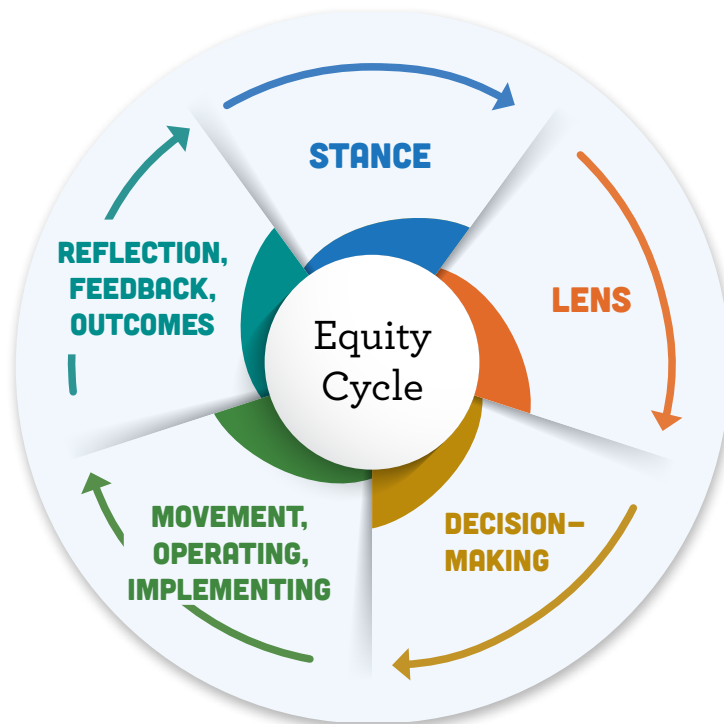 STANCE
LENS
DECISION–
MAKING
MOVEMENT,
OPERATING,
IMPLEMENTING
REFLECTION,
FEEDBACK,
OUTCOMES
Equity
Cycle